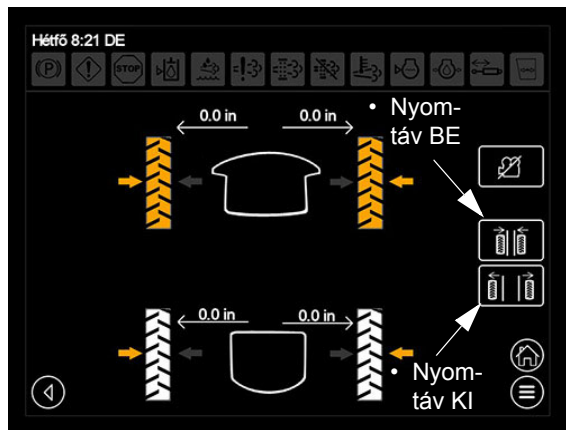 Hétfő 8:21 DE
(P)
STOP
0.0 in
0.0 in
• Nyom-
táv BE
0.0 in
0.0 in
• Nyom-
táv KI